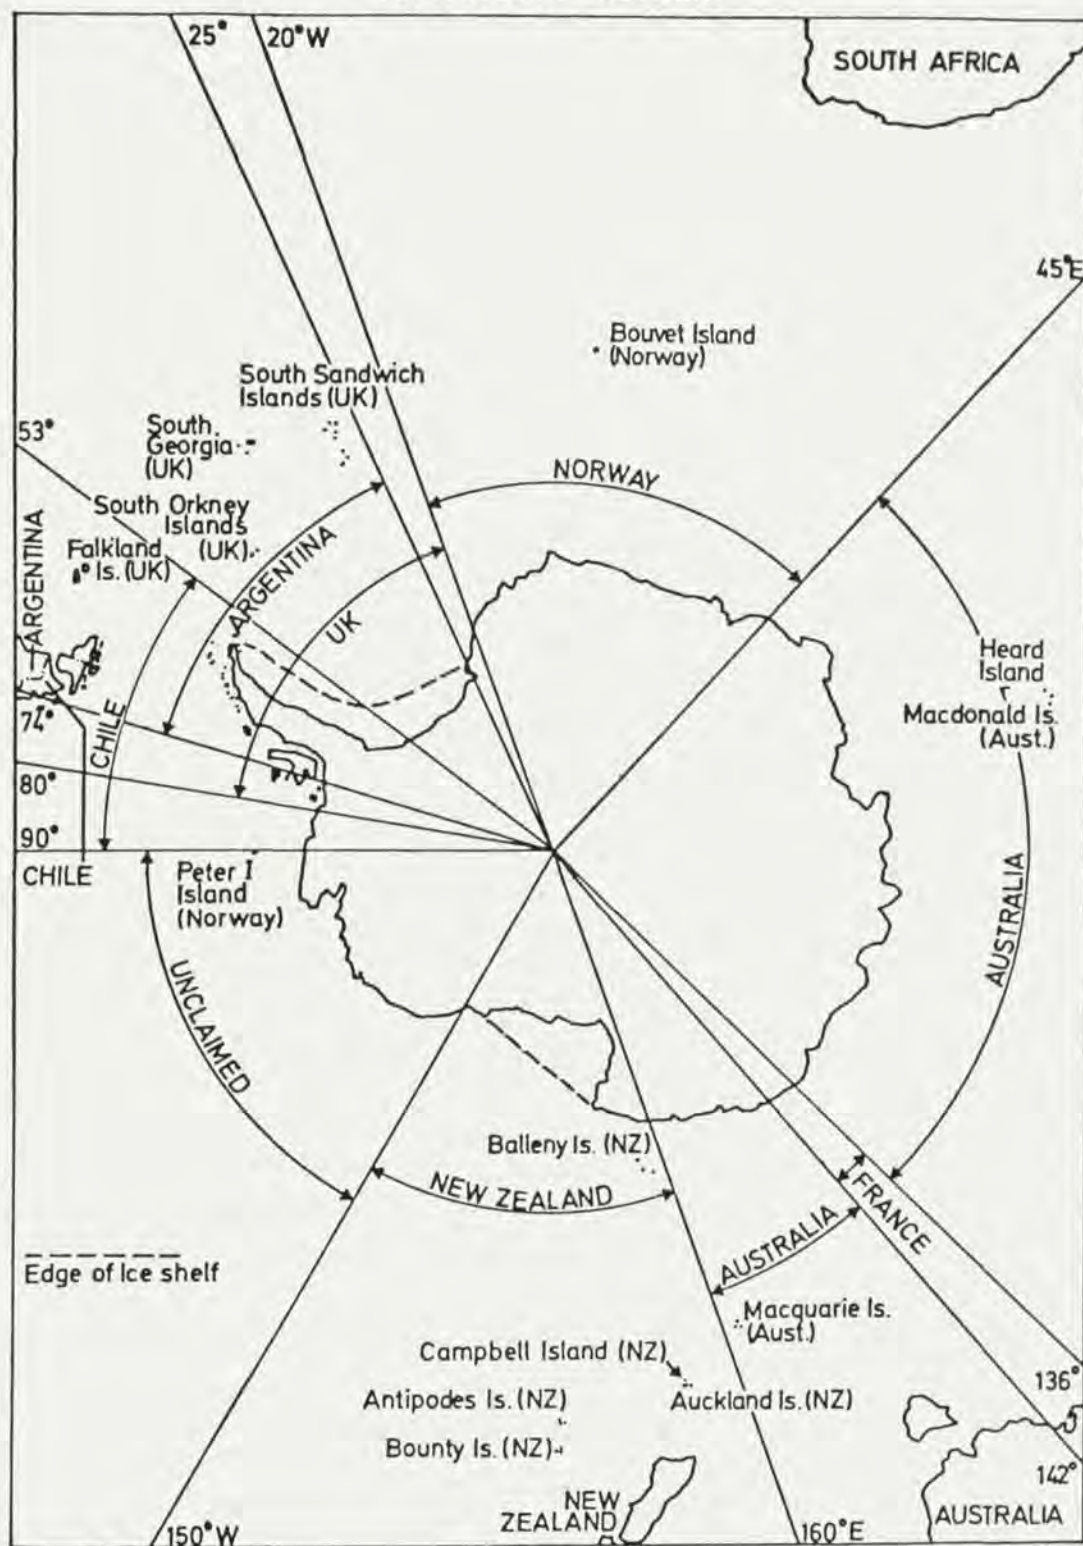 25°
20°W
SOUTH AFRICA
45°E
Bouvet Island
(Norway)
South Sandwich
Islands (UK)
53°
South
Georgia
(UK)
NORWAY
South Orkney
Islands
(UK)
Falkland
Is. (UK)
ARGENTINA
ARGENTINA
UK
Heard
Island
Macdonald Is.
(Aust.)
74°
CHILE
80°
90°
CHILE
Peter I
Island
(Norway)
AUSTRALIA
UNCLAIMED
Balleny Is. (NZ)
NEW ZEALAND
FRANCE
AUSTRALIA
Edge of Ice shelf
Macquarie Is.
(Aust.)
Campbell Island (NZ)
Antipodes Is. (NZ)
Auckland Is. (NZ)
136°
Bounty Is. (NZ)
142°
NEW
ZEALAND
AUSTRALIA
150°W
160°E